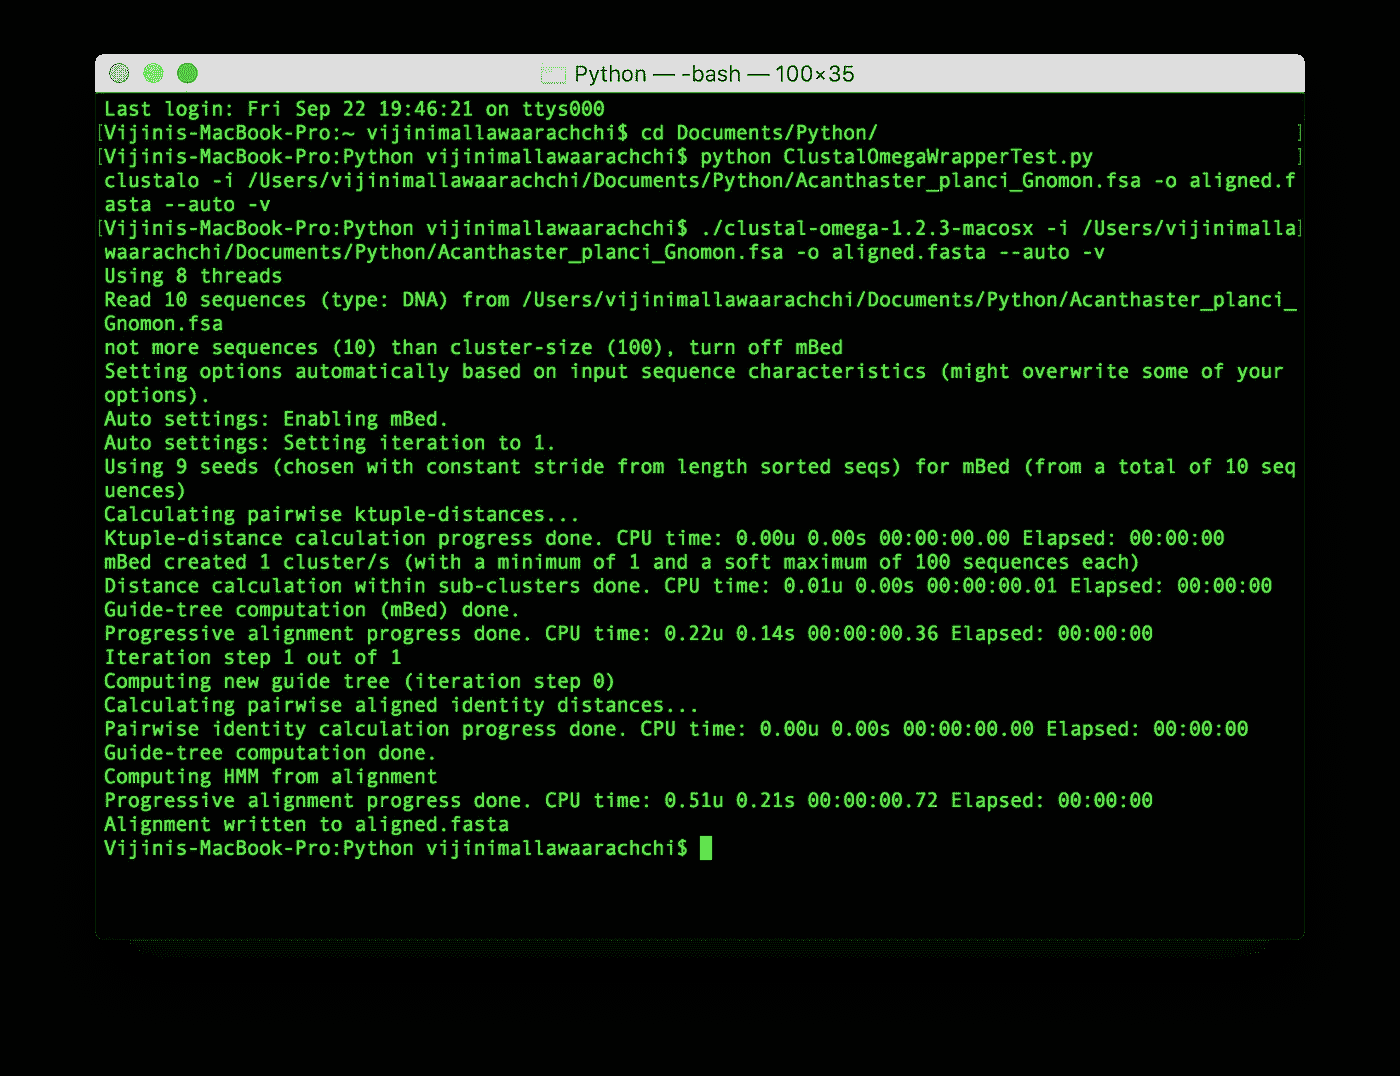 Python — -bash — 100×35
Last login: Fri Sep 22 19:46:21 on ttys000
[Vijinis-MacBook-Pro:~ vijinimallawaarachchi$ cd Documents/Python/ ]
[Vijinis-MacBook-Pro:Python vijinimallawaarachchi$ python ClustalOmegaWrapperTest.py ]
clustalo -i /Users/vijinimallawaarachchi/Documents/Python/Acanthaster_planci_Gnomon.fsa -o aligned.f
asta --auto -v
[Vijinis-MacBook-Pro:Python vijinimallawaarachchi$ ./clustal-omega-1.2.3-macosx -i /Users/vijinimalla]
waarachchi/Documents/Python/Acanthaster_planci_Gnomon.fsa -o aligned.fasta --auto -v
Using 8 threads
Read 10 sequences (type: DNA) from /Users/vijinimallawaarachchi/Documents/Python/Acanthaster_planci_
Gnomon.fsa
not more sequences (10) than cluster-size (100), turn off mBed
Setting options automatically based on input sequence characteristics (might overwrite some of your
options).
Auto settings: Enabling mBed.
Auto settings: Setting iteration to 1.
Using 9 seeds (chosen with constant stride from length sorted seqs) for mBed (from a total of 10 seq
uences)
Calculating pairwise ktuple-distances...
Ktuple-distance calculation progress done. CPU time: 0.00u 0.00s 00:00:00.00 Elapsed: 00:00:00
mBed created 1 cluster/s (with a minimum of 1 and a soft maximum of 100 sequences each)
Distance calculation within sub-clusters done. CPU time: 0.01u 0.00s 00:00:00.01 Elapsed: 00:00:00
Guide-tree computation (mBed) done.
Progressive alignment progress done. CPU time: 0.22u 0.14s 00:00:00.36 Elapsed: 00:00:00
Iteration step 1 out of 1
Computing new guide tree (iteration step 0)
Calculating pairwise aligned identity distances...
Pairwise identity calculation progress done. CPU time: 0.00u 0.00s 00:00:00.00 Elapsed: 00:00:00
Guide-tree computation done.
Computing HMM from alignment
Progressive alignment progress done. CPU time: 0.51u 0.21s 00:00:00.72 Elapsed: 00:00:00
Alignment written to aligned.fasta
Vijinis-MacBook-Pro:Python vijinimallawaarachchi$